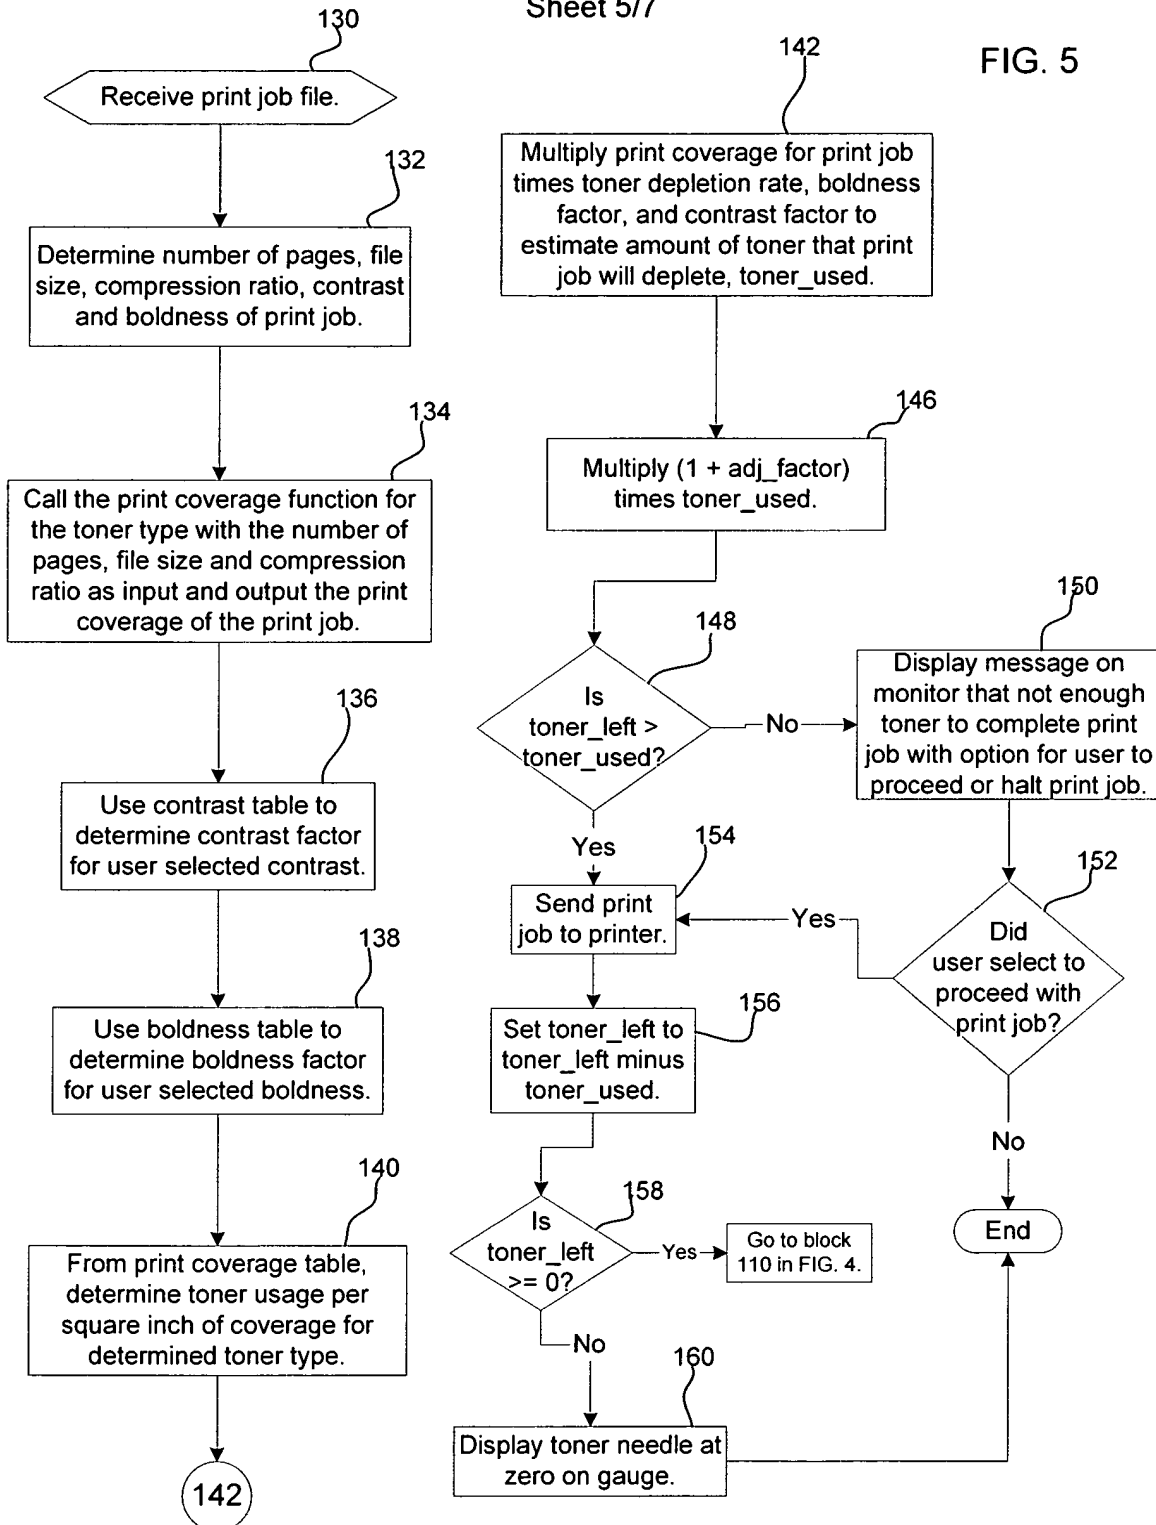 Sheet 5/7
FIG. 5
130
Receive print job file.
132
Determine number of pages, file
size, compression ratio, contrast
and boldness of print job.
134
Call the print coverage function for
the toner type with the number of
pages, file size and compression
ratio as input and output the print
coverage of the print job.
136
Use contrast table to
determine contrast factor
for user selected contrast.
138
Use boldness table to
determine boldness factor
for user selected boldness.
140
From print coverage table,
determine toner usage per
square inch of coverage for
determined toner type.
142
142
Multiply print coverage for print job
times toner depletion rate, boldness
factor, and contrast factor to
estimate amount of toner that print
job will deplete, toner_used.
146
Multiply (1 + adj_factor)
times toner_used.
148
Is
toner_left >
toner_used?
No
150
Display message on
monitor that not enough
toner to complete print
job with option for user to
proceed or halt print job.
Yes
152
Did
user select to
proceed with
print job?
Yes
No
End
154
Send print
job to printer.
156
Set toner_left to
toner_left minus
toner_used.
158
Is
toner_left
>= 0?
Yes
Go to block
110 in FIG. 4.
No
160
Display toner needle at
zero on gauge.